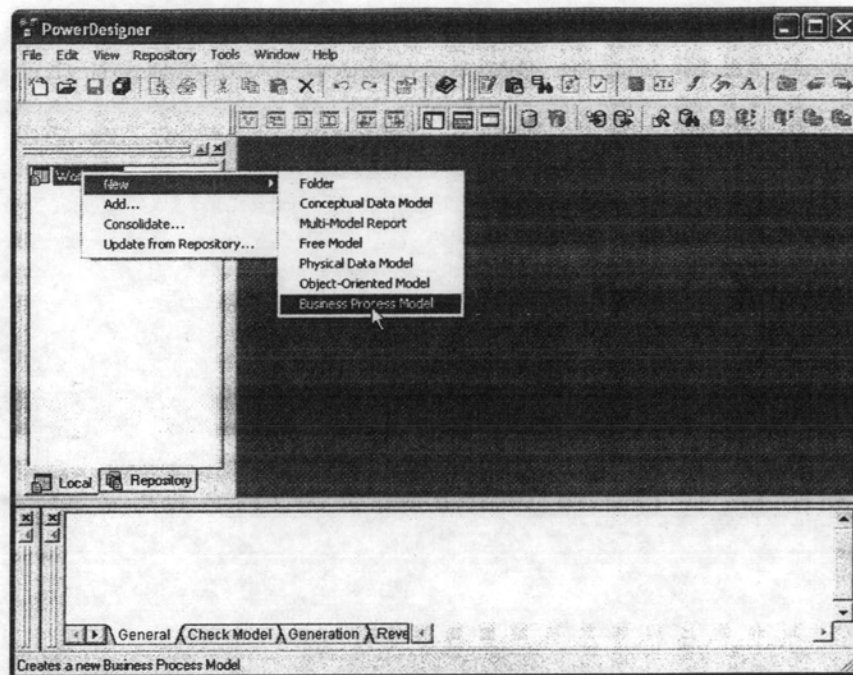 PowerDesigner
File Edit View Repository Tools Window Help
New
Add...
Consolidate...
Update from Repository...
Folder
Conceptual Data Model
Multi-Model Report
Free Model
Physical Data Model
Object-Oriented Model
Business Process Model
Local Repository
General Check Model Generation Reve
Creates a new Business Process Model